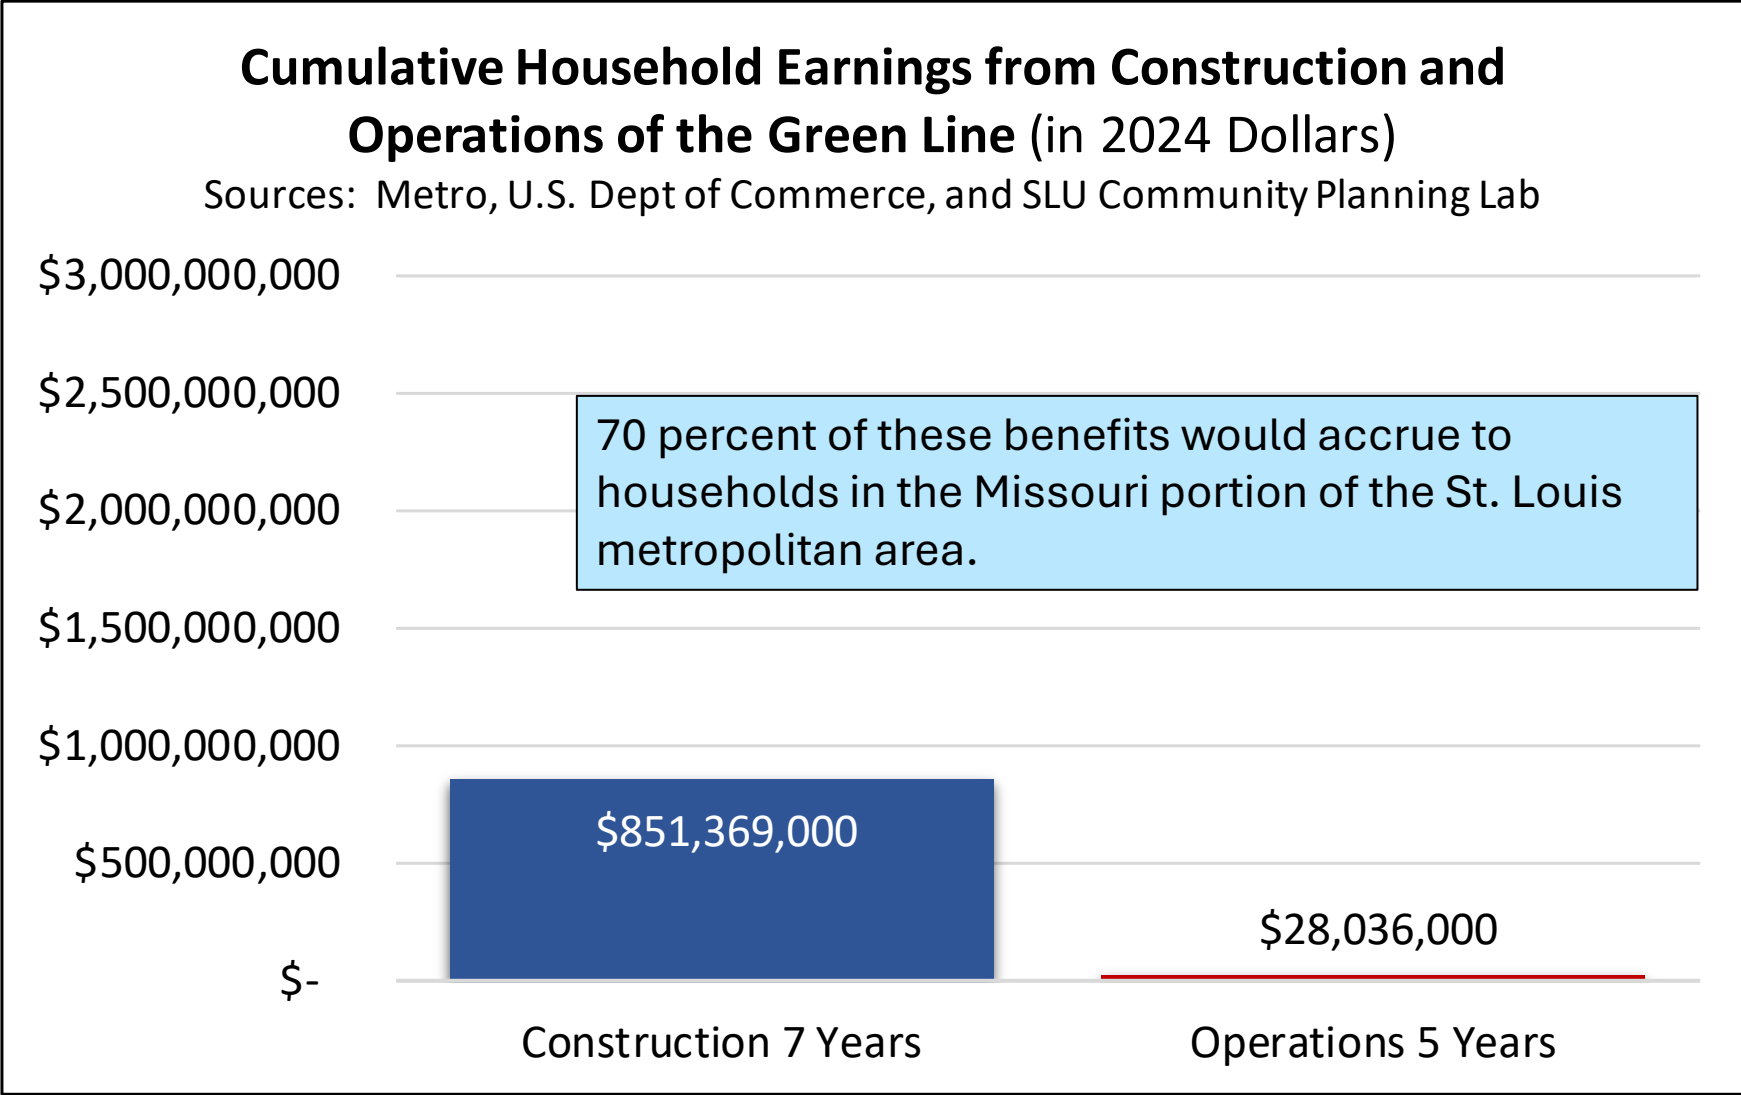 Cumulative Household Earnings from Construction and
Operations of the Green Line (in 2024 Dollars)
Sources: Metro, U.S. Dept of Commerce, and SLU Community Planning Lab
$3,000,000,000
$2,500,000,000
70 percent of these benefits would accrue to
households in the Missouri portion of the St. Louis
metropolitan area.
$2,000,000,000
$1,500,000,000
$1,000,000,000
$851,369,000
$500,000,000
$28,036,000
$-
Construction 7 Years
Operations 5 Years